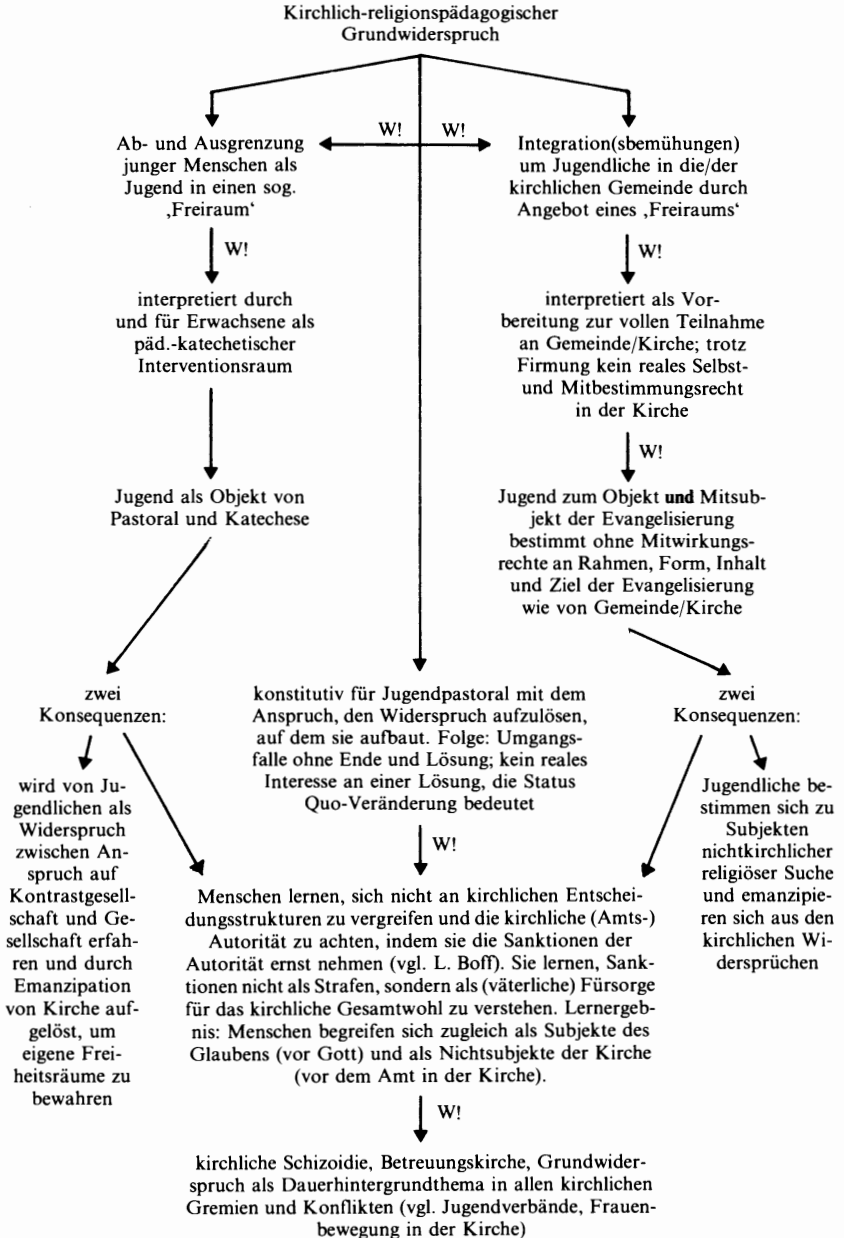 Kirchlich-religionspädagogischer
Grundwiderspruch
W!
W!
Ab- und Ausgrenzung
junger Menschen als
Jugend in einen sog.
‚Freiraum‘
Integration(sbemühungen)
um Jugendliche in die/der
kirchlichen Gemeinde durch
Angebot eines ‚Freiraums‘
W!
W!
interpretiert durch
und für Erwachsene als
päd.-katechetischer
Interventionsraum
interpretiert als Vor-
bereitung zur vollen Teilnahme
an Gemeinde/Kirche; trotz
Firmung kein reales Selbst-
und Mitbestimmungsrecht
in der Kirche
W!
Jugend als Objekt von
Pastoral und Katechese
Jugend zum Objekt und Mitsub-
jekt der Evangelisierung
bestimmt ohne Mitwirkungs-
rechte an Rahmen, Form, Inhalt
und Ziel der Evangelisierung
wie von Gemeinde/Kirche
zwei
Konsequenzen:
konstitutiv für Jugendpastoral mit dem
Anspruch, den Widerspruch aufzulösen,
auf dem sie aufbaut. Folge: Umgangs-
falle ohne Ende und Lösung; kein reales
Interesse an einer Lösung, die Status
Quo-Veränderung bedeutet
zwei
Konsequenzen:
wird von Ju-
gendlichen als
Widerspruch
zwischen An-
spruch auf
Kontrastgesell-
schaft und Ge-
sellschaft erfah-
ren und durch
Emanzipation
von Kirche auf-
gelöst, um
eigene Frei-
heitsräume zu
bewahren
W!
Menschen lernen, sich nicht an kirchlichen Entschei-
dungsstrukturen zu vergreifen und die kirchliche (Amts-)
Autorität zu achten, indem sie die Sanktionen der
Autorität ernst nehmen (vgl. L. Boff). Sie lernen, Sank-
tionen nicht als Strafen, sondern als (väterliche) Fürsorge
für das kirchliche Gesamtwohl zu verstehen. Lernergeb-
nis: Menschen begreifen sich zugleich als Subjekte des
Glaubens (vor Gott) und als Nichtsubjekte der Kirche
(vor dem Amt in der Kirche).
Jugendliche be-
stimmen sich zu
Subjekten
nichtkirchlicher
religiöser Suche
und emanzipie-
ren sich aus den
kirchlichen Wi-
dersprüchen
W!
kirchliche Schizoidie, Betreuungskirche, Grundwider-
spruch als Dauerhintergrundthema in allen kirchlichen
Gremien und Konflikten (vgl. Jugendverbände, Frauen-
bewegung in der Kirche)